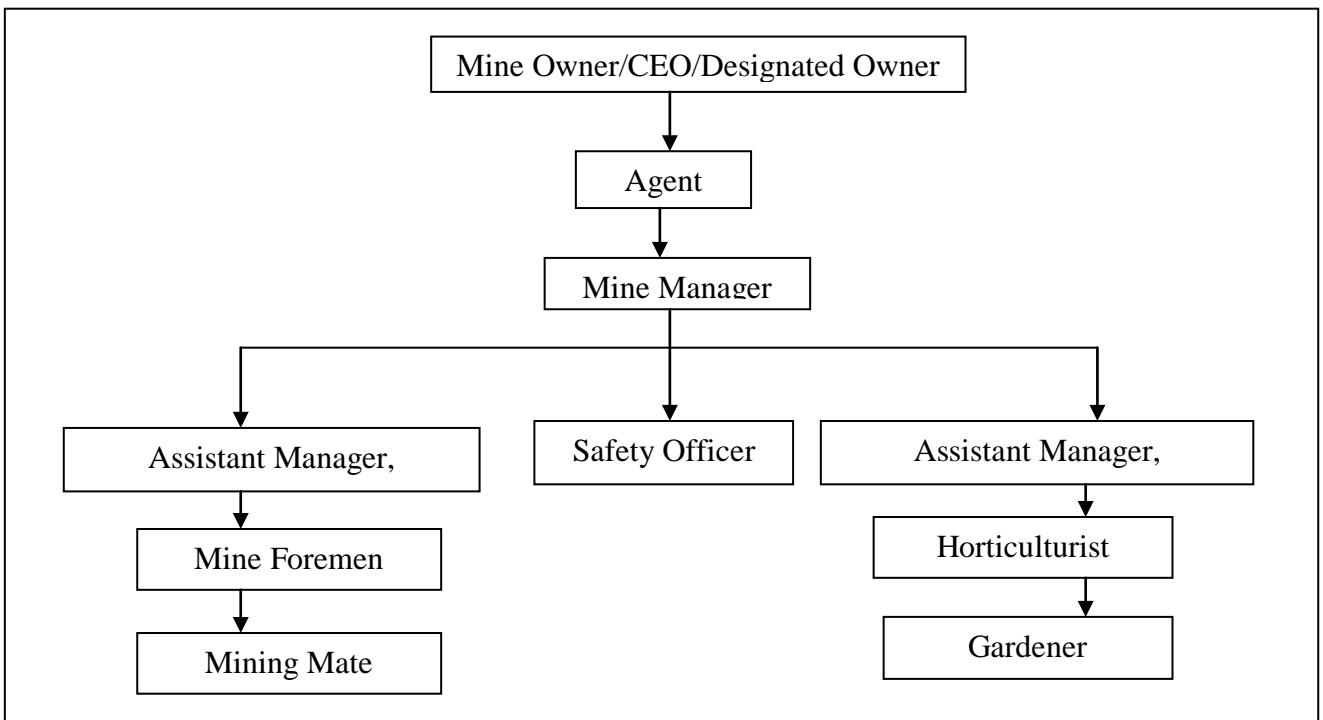 Mine Owner/CEO/Designated Owner
Agent
Mine Manager
Assistant Manager,
Safety Officer
Assistant Manager,
Mine Foremen
Horticulturist
Mining Mate
Gardener